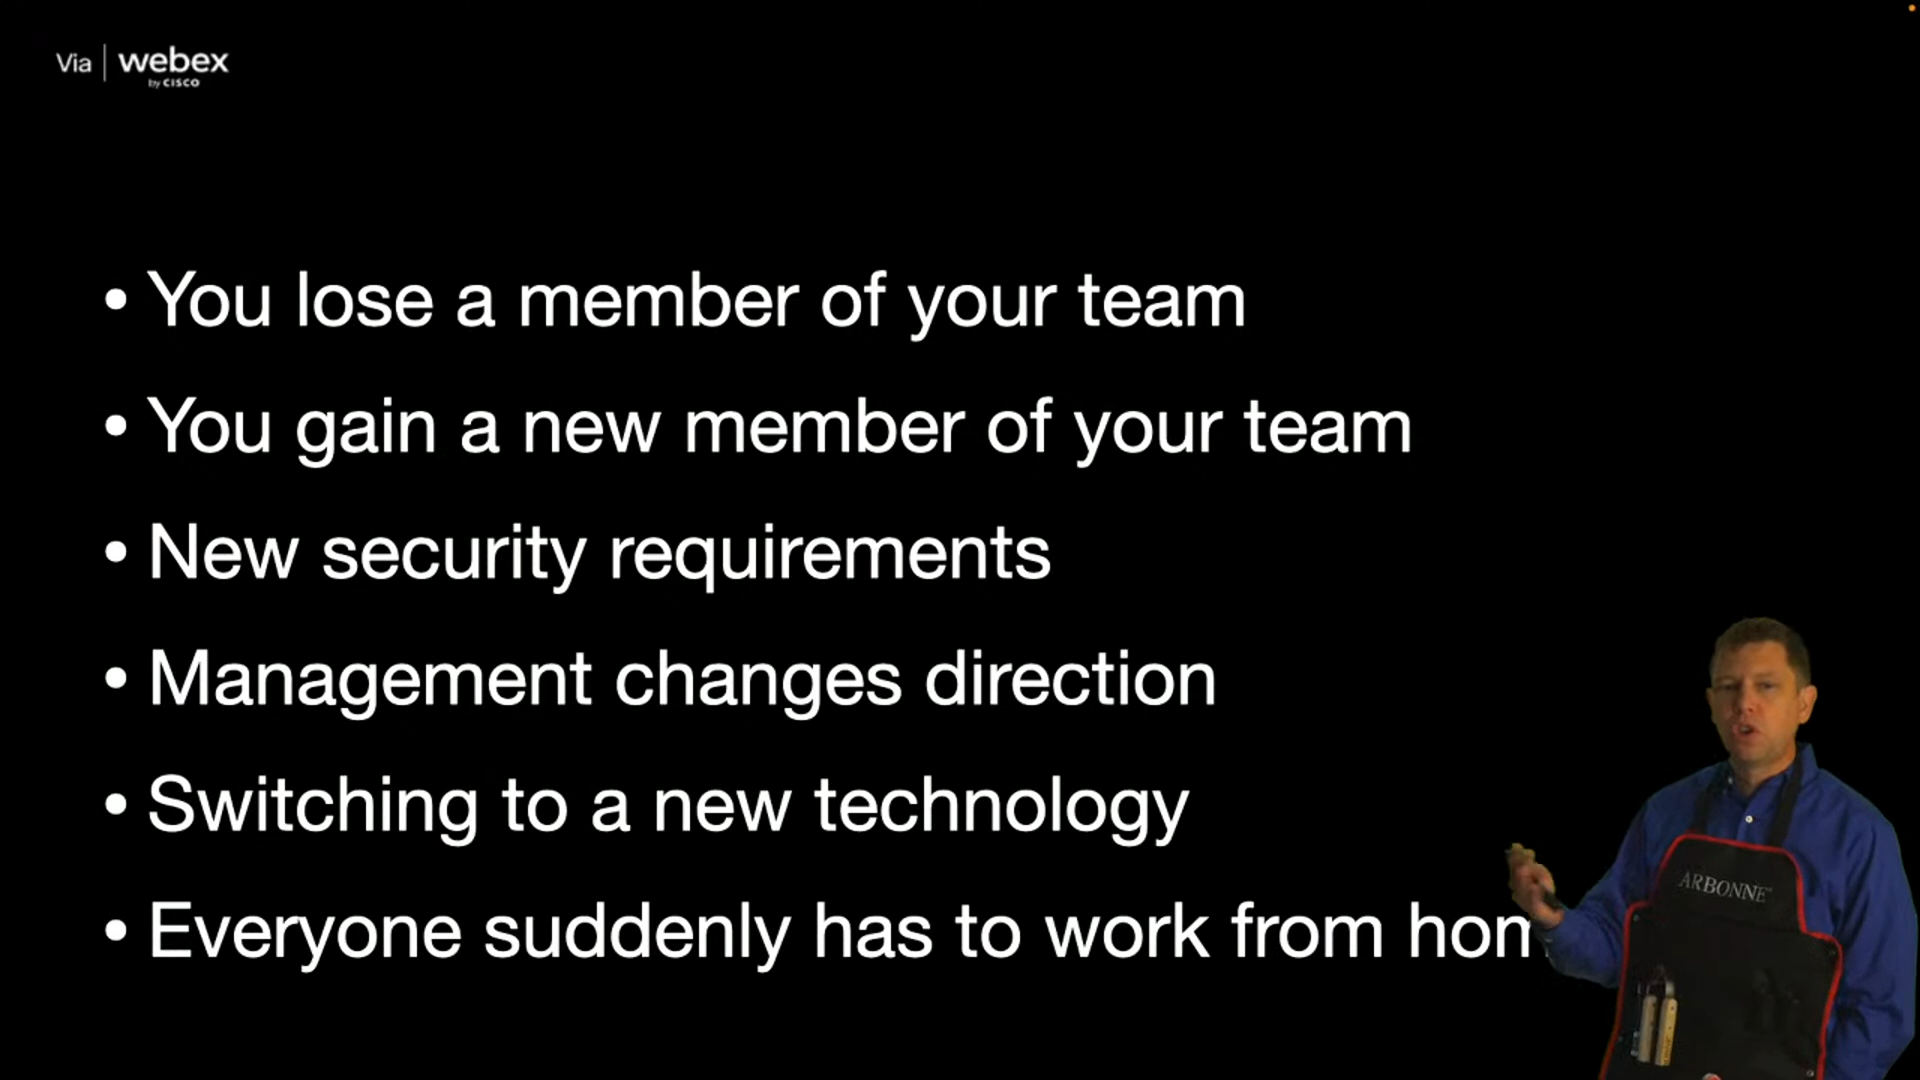 Via | webex
by CISCO
• You lose a member of your team
• You gain a new member of your team
• New security requirements
• Management changes direction
• Switching to a new technology
• Everyone suddenly has to work from hom
ARBONNE